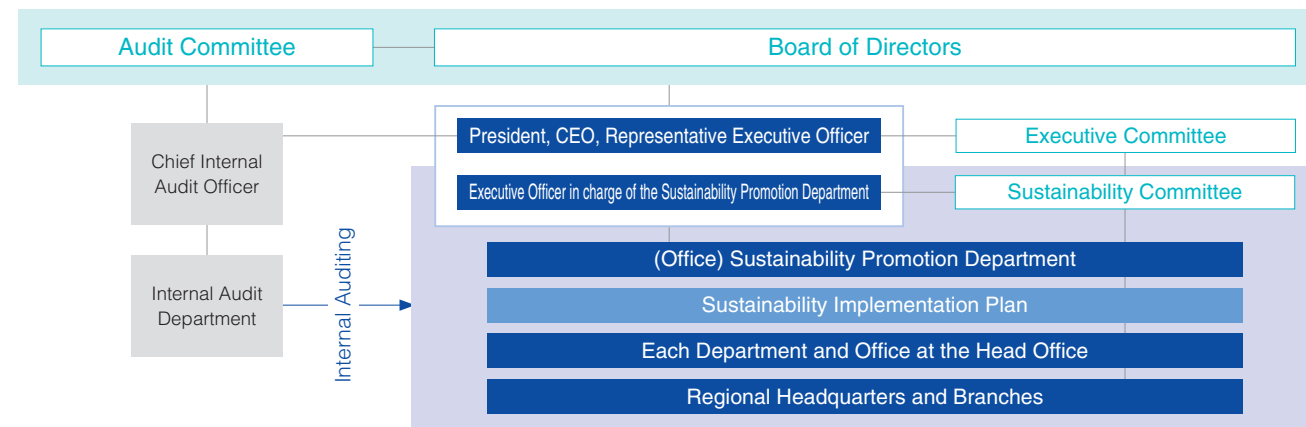 Audit Committee
Board of Directors
Chief Internal
Audit Officer
President, CEO, Representative Executive Officer
Executive Committee
Executive Officer in charge of the Sustainability Promotion Department
Sustainability Committee
Internal Audit
Department
Internal Auditing
(Office) Sustainability Promotion Department
Sustainability Implementation Plan
Each Department and Office at the Head Office
Regional Headquarters and Branches